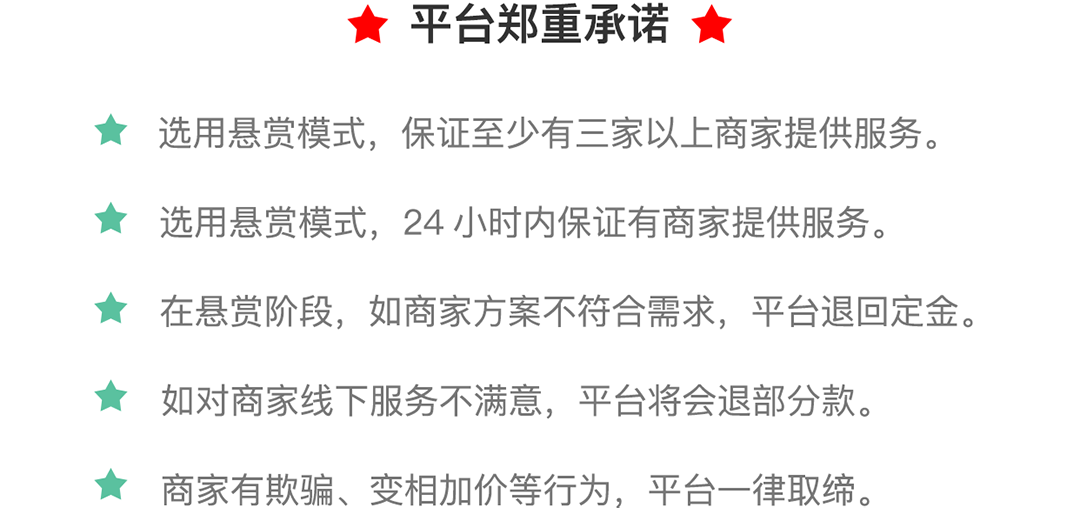 平台郑重承诺
选用悬赏模式，保证至少有三家以上商家提供服务。
选用悬赏模式，24 小时内保证有商家提供服务。
在悬赏阶段，如商家方案不符合需求，平台退回定金。
如对商家线下服务不满意，平台将会退部分款。
商家有欺骗、变相加价等行为，平台一律取缔。